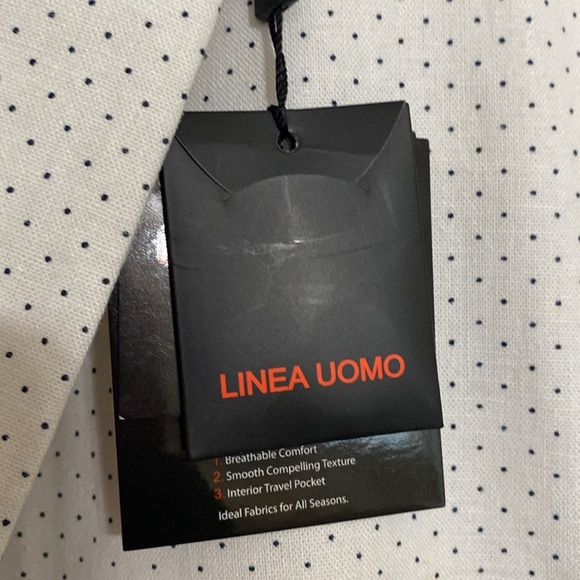 LINEA UOMO
1. Breathable Comfort
2. Smooth Compelling Texture
3. Interior Travel Pocket
Ideal Fabrics for All Seasons.